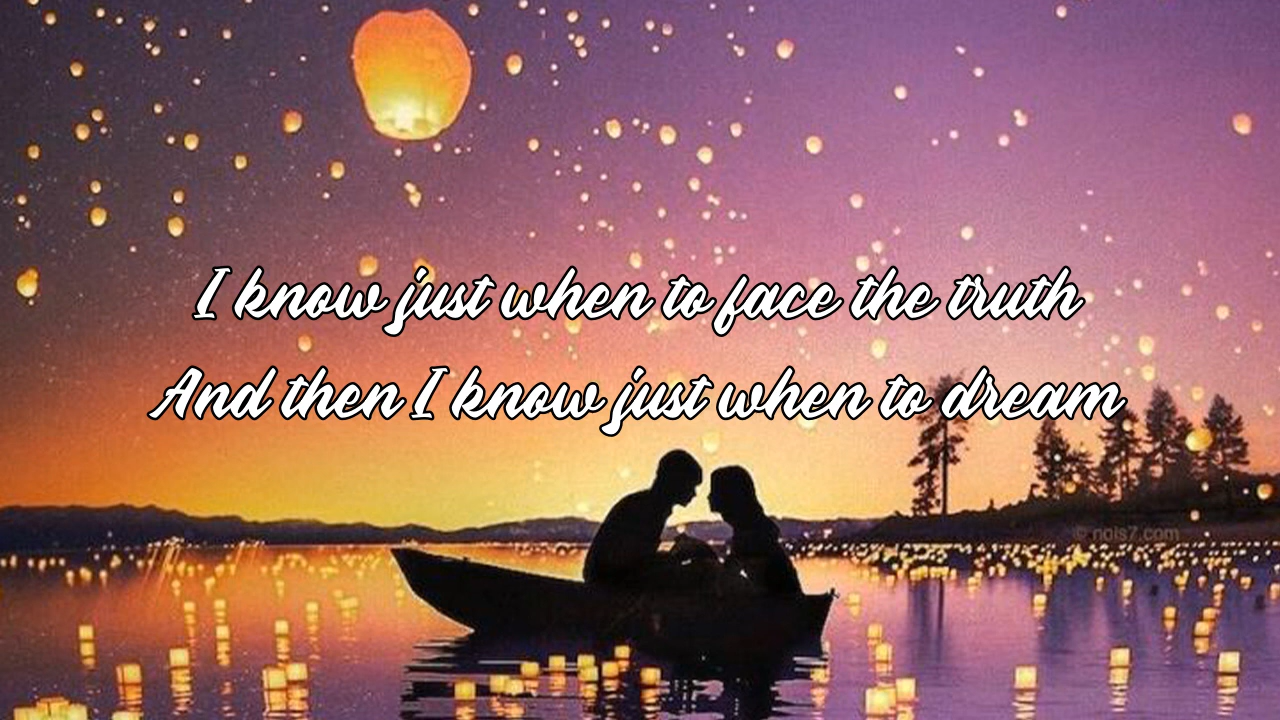 I know just when to face the truth
And then I know just when to dream
© nois7.com